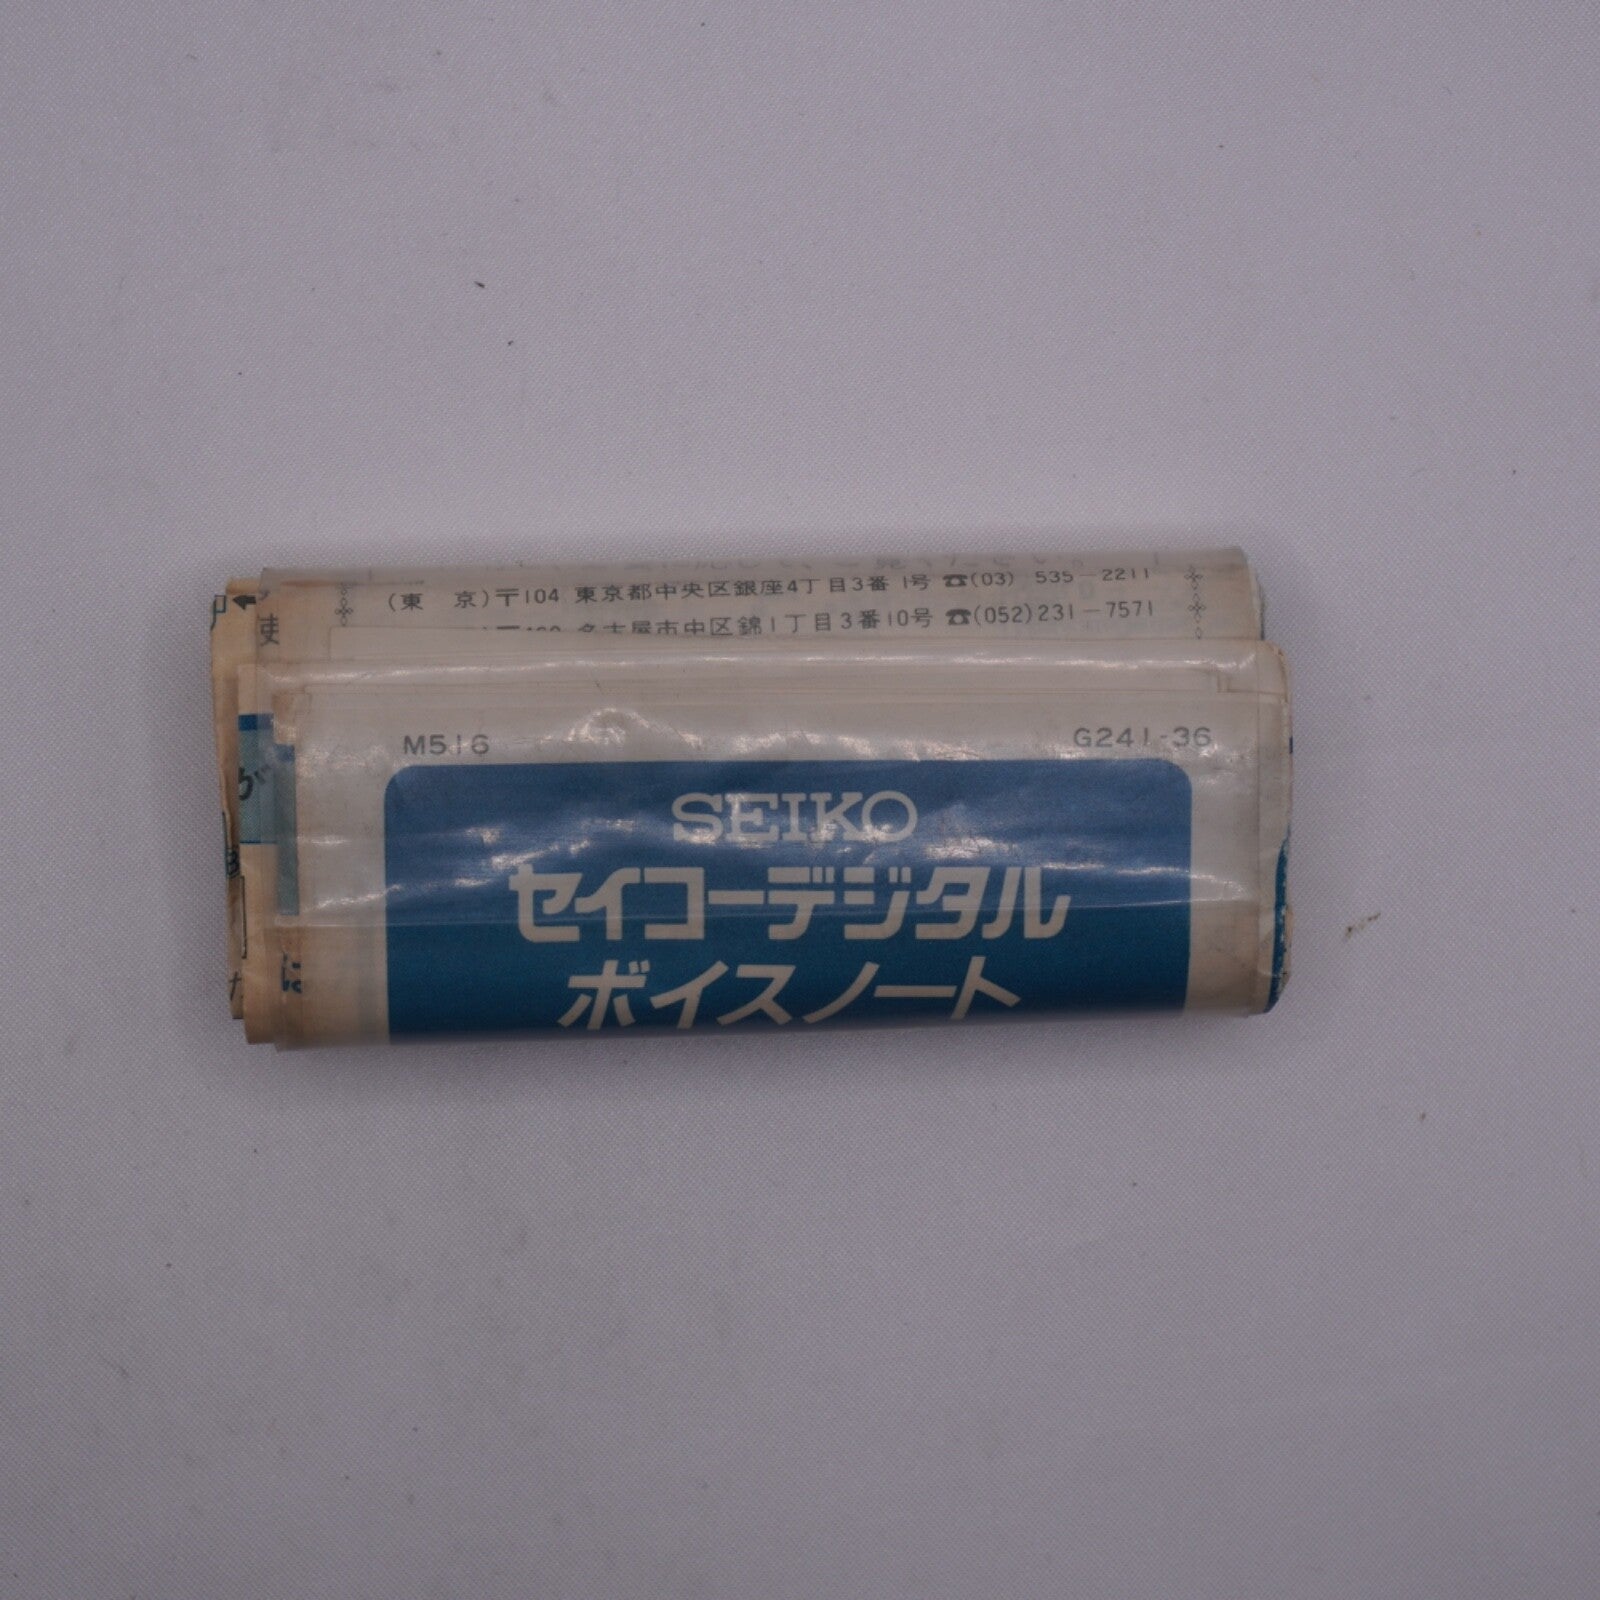 (東 京)〒104 東京都中央区銀座4丁目3番1号 ☎(03) 535-2211
名古屋市中区錦1丁目3番10号 ☎(052)231-7571
使
M516 G241-36
が
SEIKO
セイコーデジタル
ボイスノート
は